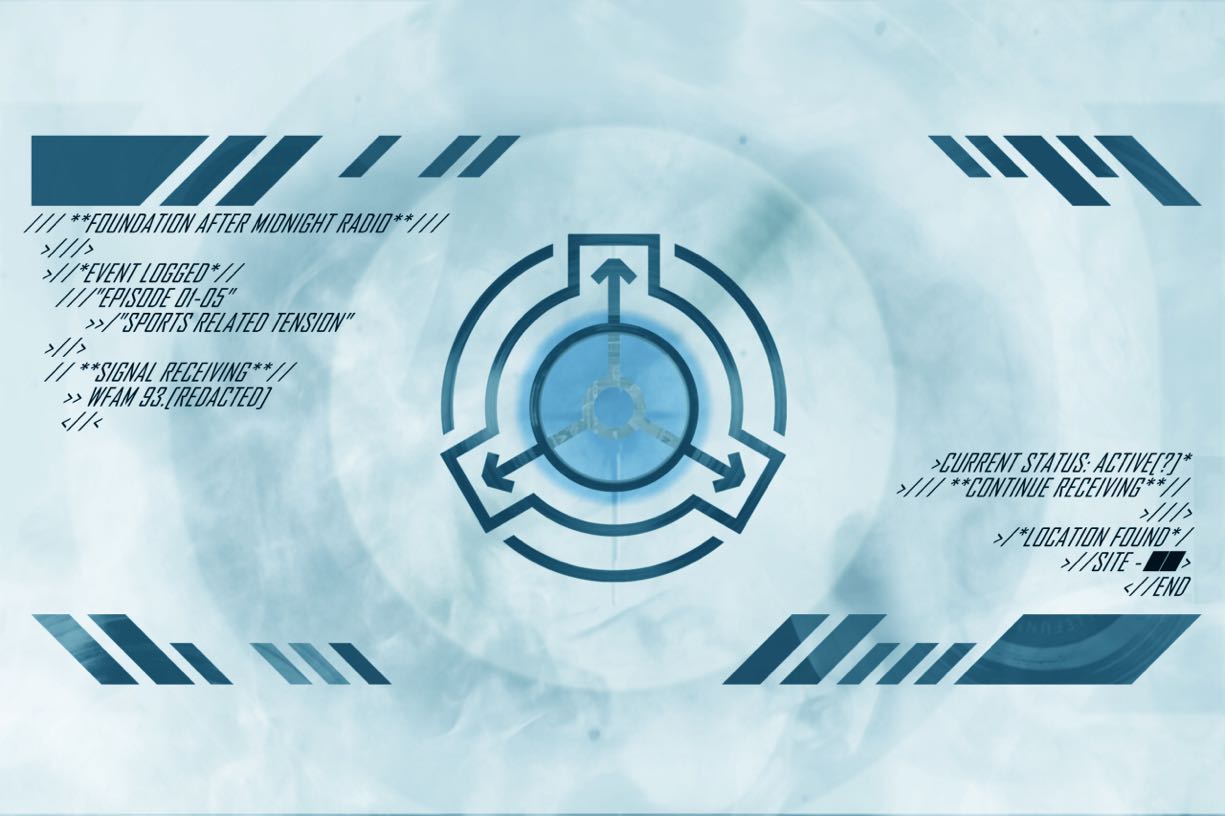 /// **FOUNDATION AFTER MIDNIGHT RADIO**///
>///>
>//*EVENT LOGGED*//
///"EPISODE 01-05"
>>/"SPORTS RELATED TENSION"
>//>
// **SIGNAL RECEIVING**//
>> WFAM 93.[REDACTED]
<//<
>CURRENT STATUS: ACTIVE[?]*
>/// **CONTINUE RECEIVING**//
>///>
>/*LOCATION FOUND*/
>//SITE -██>
<//END